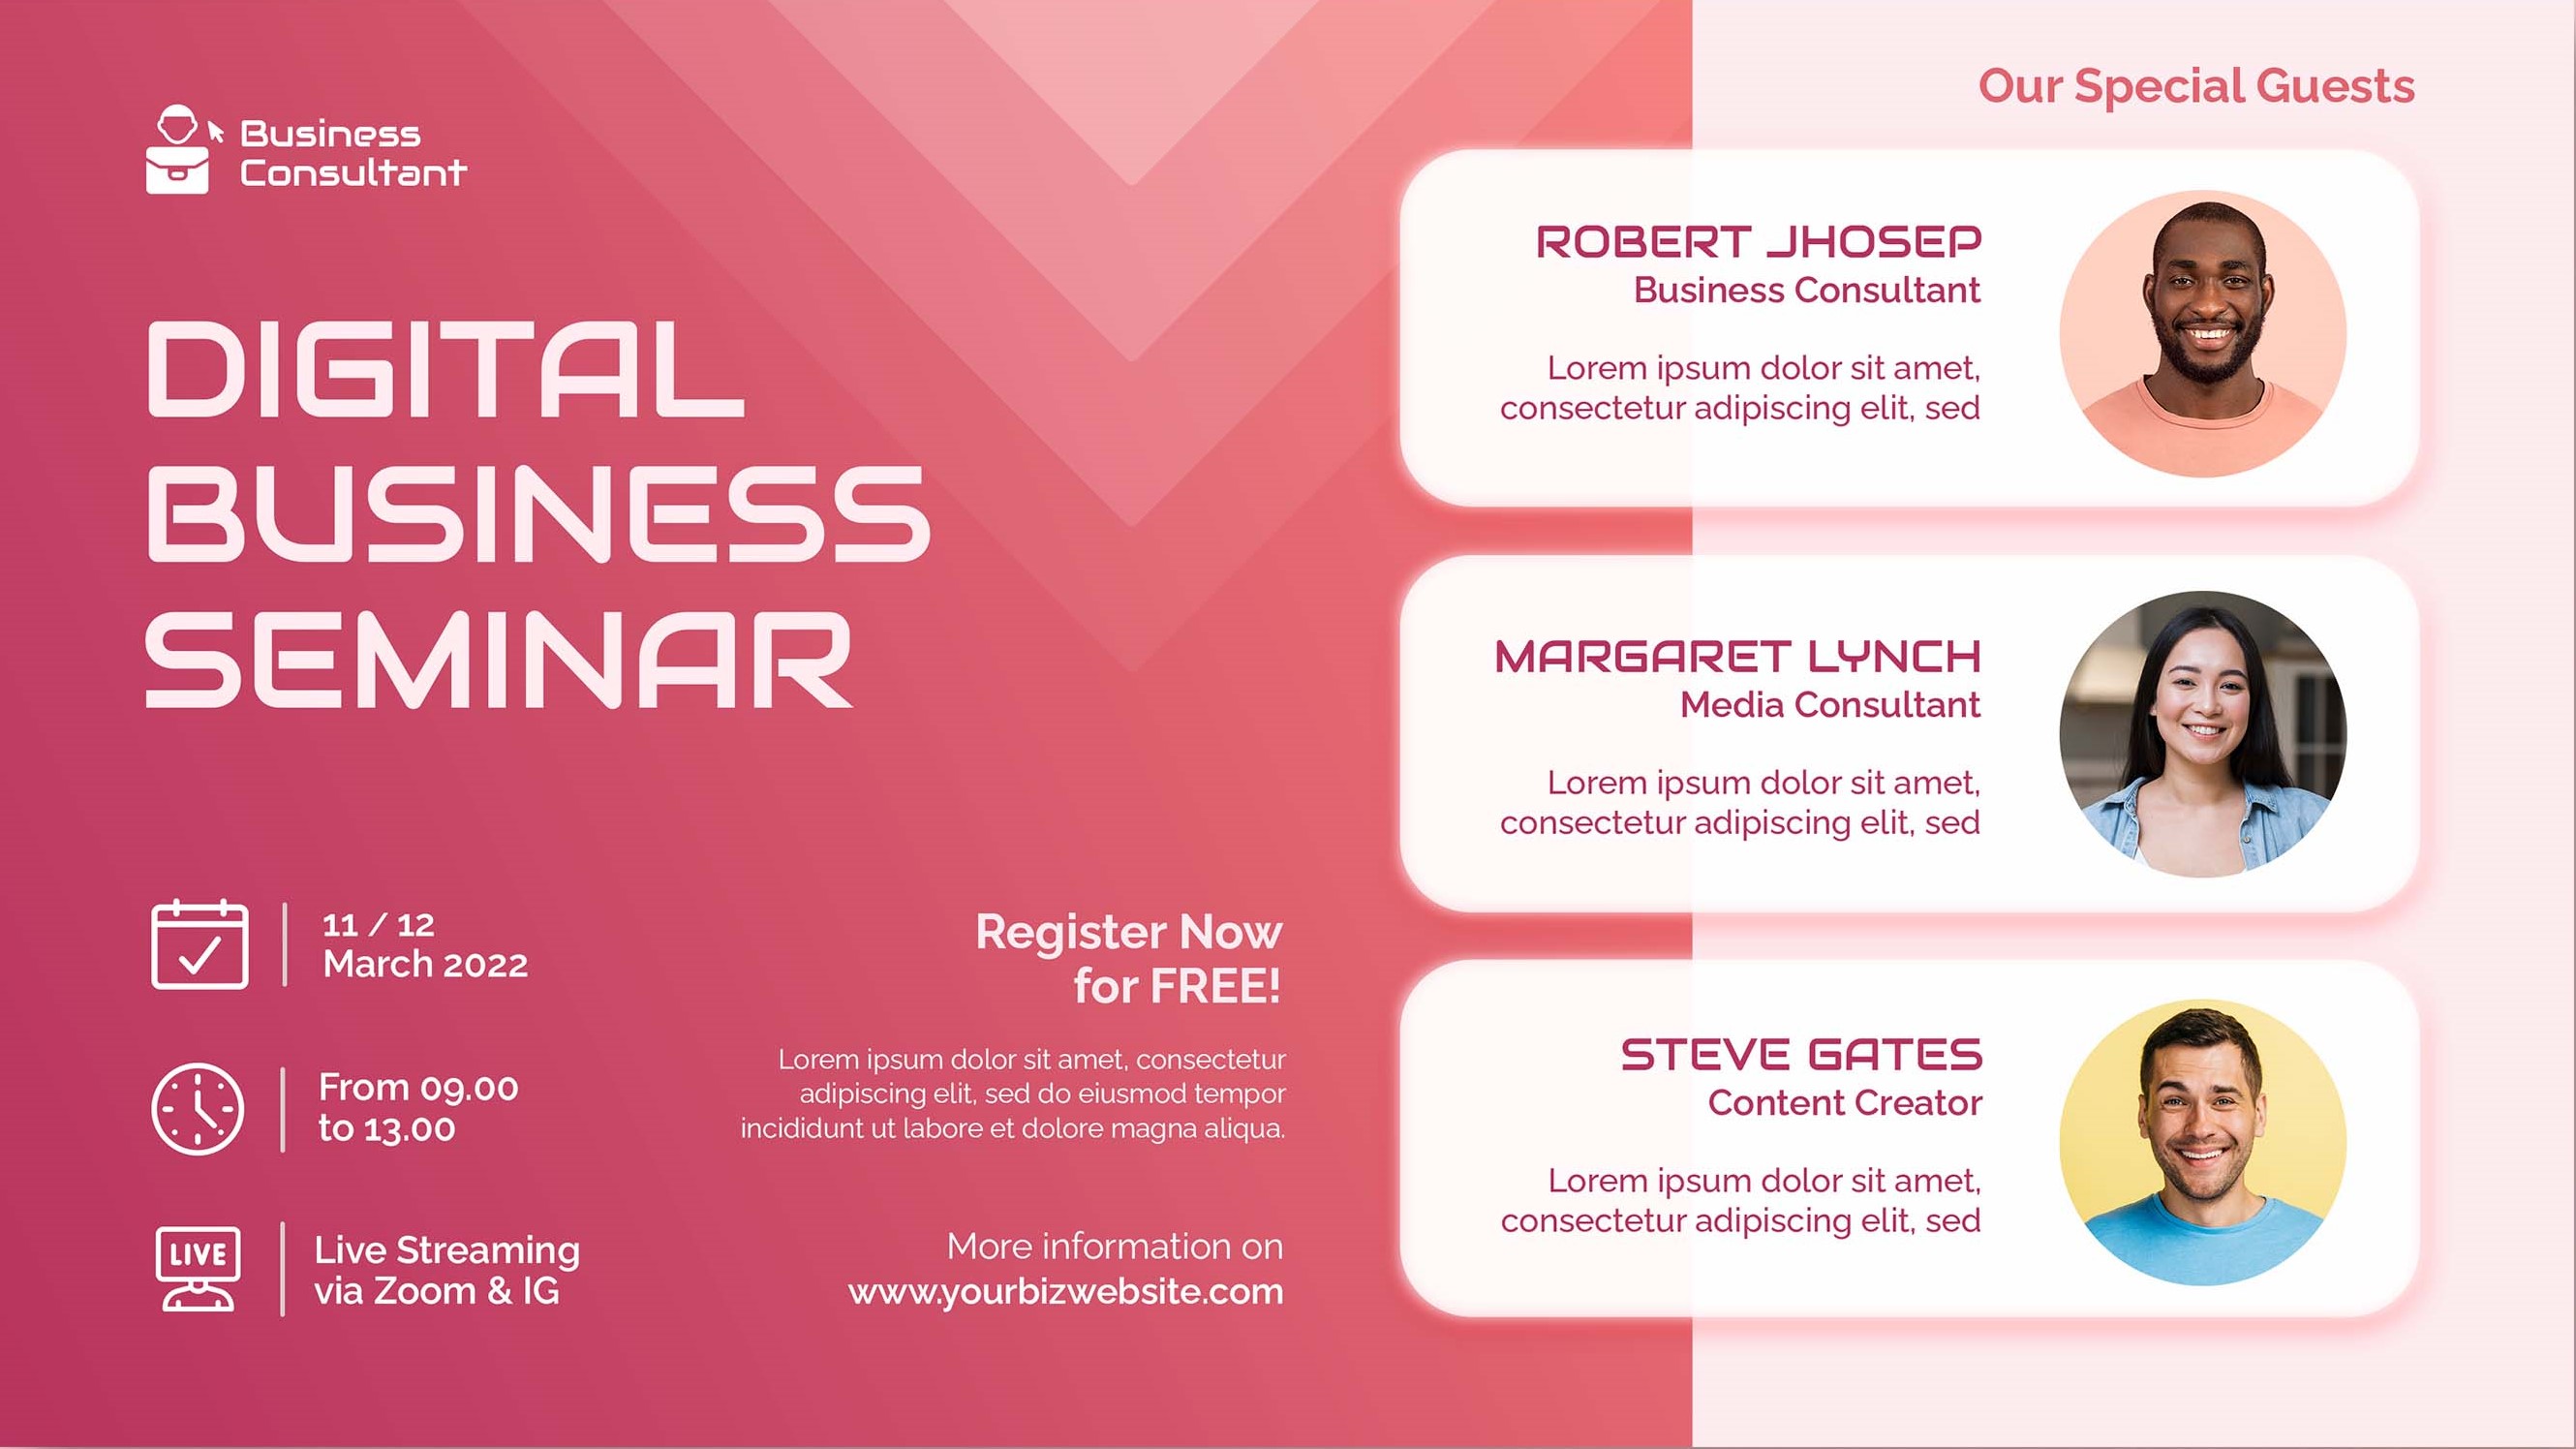 Business
Consultant
DIGITAL
BUSINESS
SEMINAR
11 / 12
March 2022
From 09.00
to 13.00
LIVE
Live Streaming
via Zoom & IG
Register Now
for FREE!
Lorem ipsum dolor sit amet, consectetur
adipiscing elit, sed do eiusmod tempor
incididunt ut labore et dolore magna aliqua.
More information on
www.yourbizwebsite.com
Our Special Guests
ROBERT JHOSEP
Business Consultant
Lorem ipsum dolor sit amet,
consectetur adipiscing elit, sed
MARGARET LYNCH
Media Consultant
Lorem ipsum dolor sit amet,
consectetur adipiscing elit, sed
STEVE GATES
Content Creator
Lorem ipsum dolor sit amet,
consectetur adipiscing elit, sed